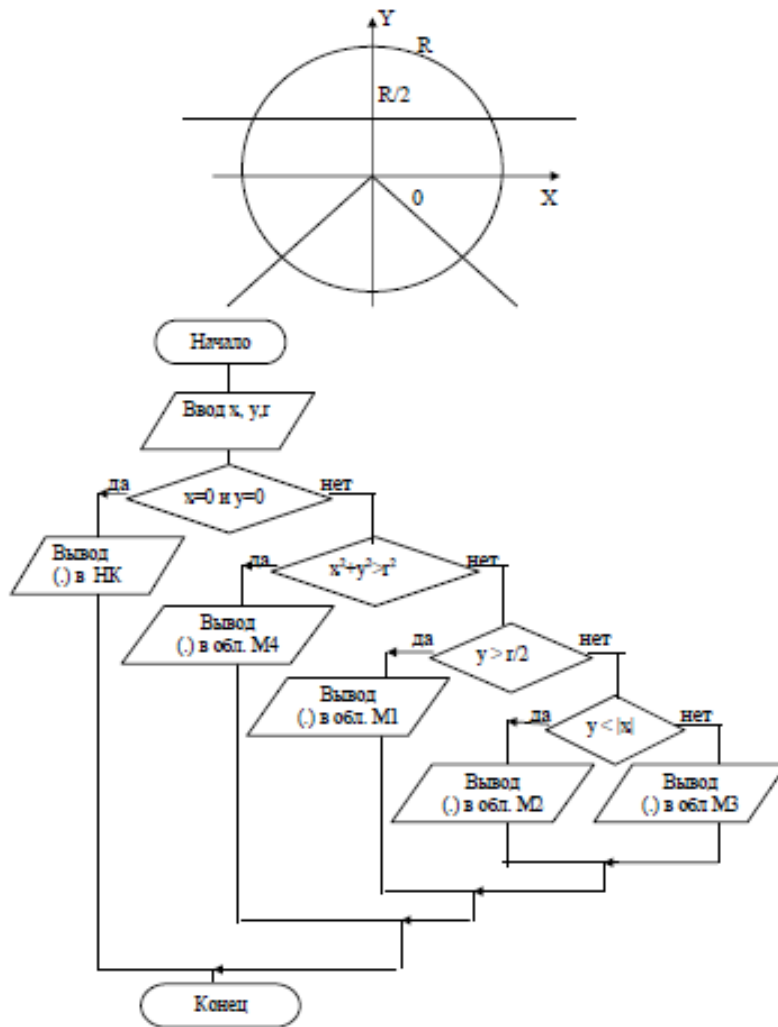 Y
R
R/2
0
X
Начало
Ввод x, y,r
да
нет
x=0 и y=0
Вывод
(.) в НК
да
нет
x²+y²>r²
Вывод
(.) в обл. М4
да
нет
y > r/2
Вывод
(.) в обл. М1
да
нет
y < |x|
Вывод
(.) в обл. М2
Вывод
(.) в обл М3
Конец